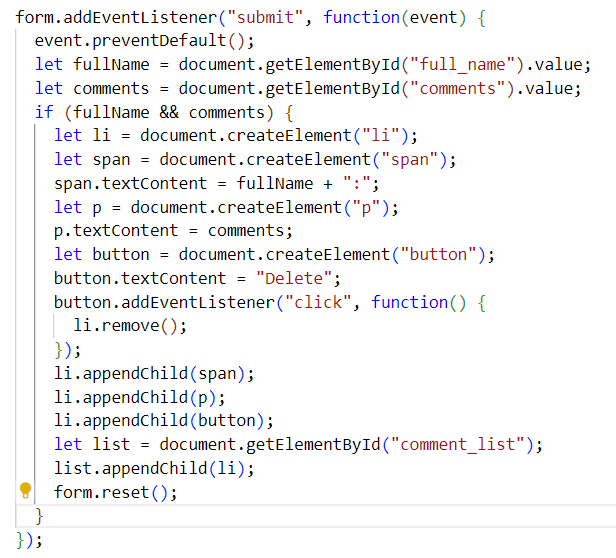 form.addEventListener("submit", function(event) {
event.preventDefault();
let fullName = document.getElementById("full_name").value;
let comments = document.getElementById("comments").value;
if (fullName && comments) {
let li = document.createElement("li");
let span = document.createElement("span");
span.textContent = fullName + ":";
let p = document.createElement("p");
p.textContent = comments;
let button = document.createElement("button");
button.textContent = "Delete";
button.addEventListener("click", function() {
li.remove();
});
li.appendChild(span);
li.appendChild(p);
li.appendChild(button);
let list = document.getElementById("comment_list");
list.appendChild(li);
form.reset();
}
});